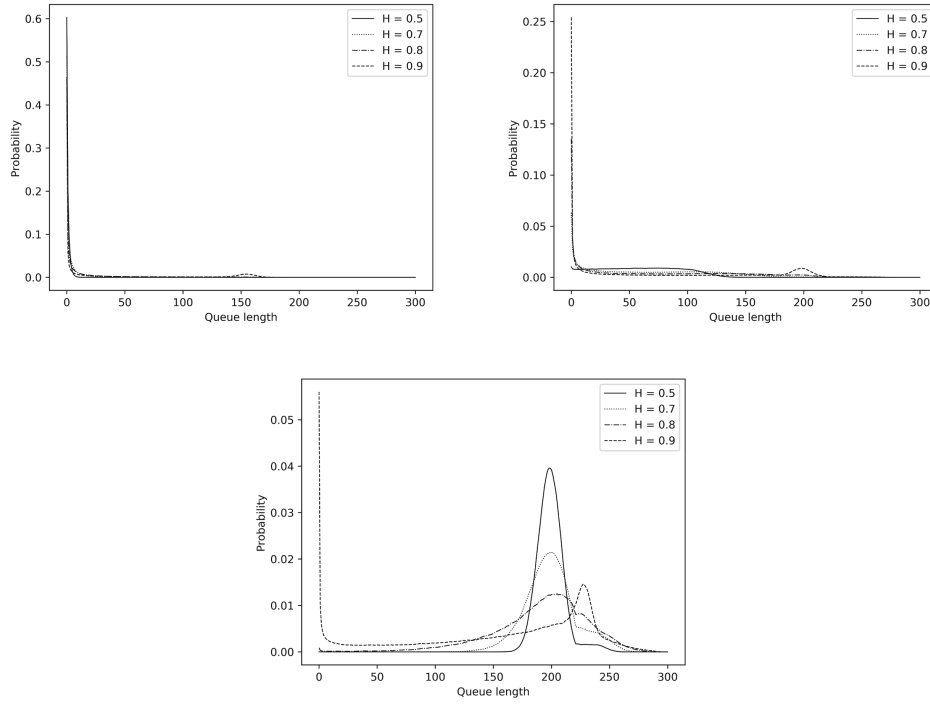 0.6
0.5
0.4
0.3
0.2
0.1
0.0
Probability
H = 0.5
H = 0.7
H = 0.8
H = 0.9
0 50 100 150 200 250 300
Queue length
0.25
0.20
0.15
0.10
0.05
0.00
Probability
H = 0.5
H = 0.7
H = 0.8
H = 0.9
0 50 100 150 200 250 300
Queue length
0.05
0.04
0.03
0.02
0.01
0.00
Probability
H = 0.5
H = 0.7
H = 0.8
H = 0.9
0 50 100 150 200 250 300
Queue length